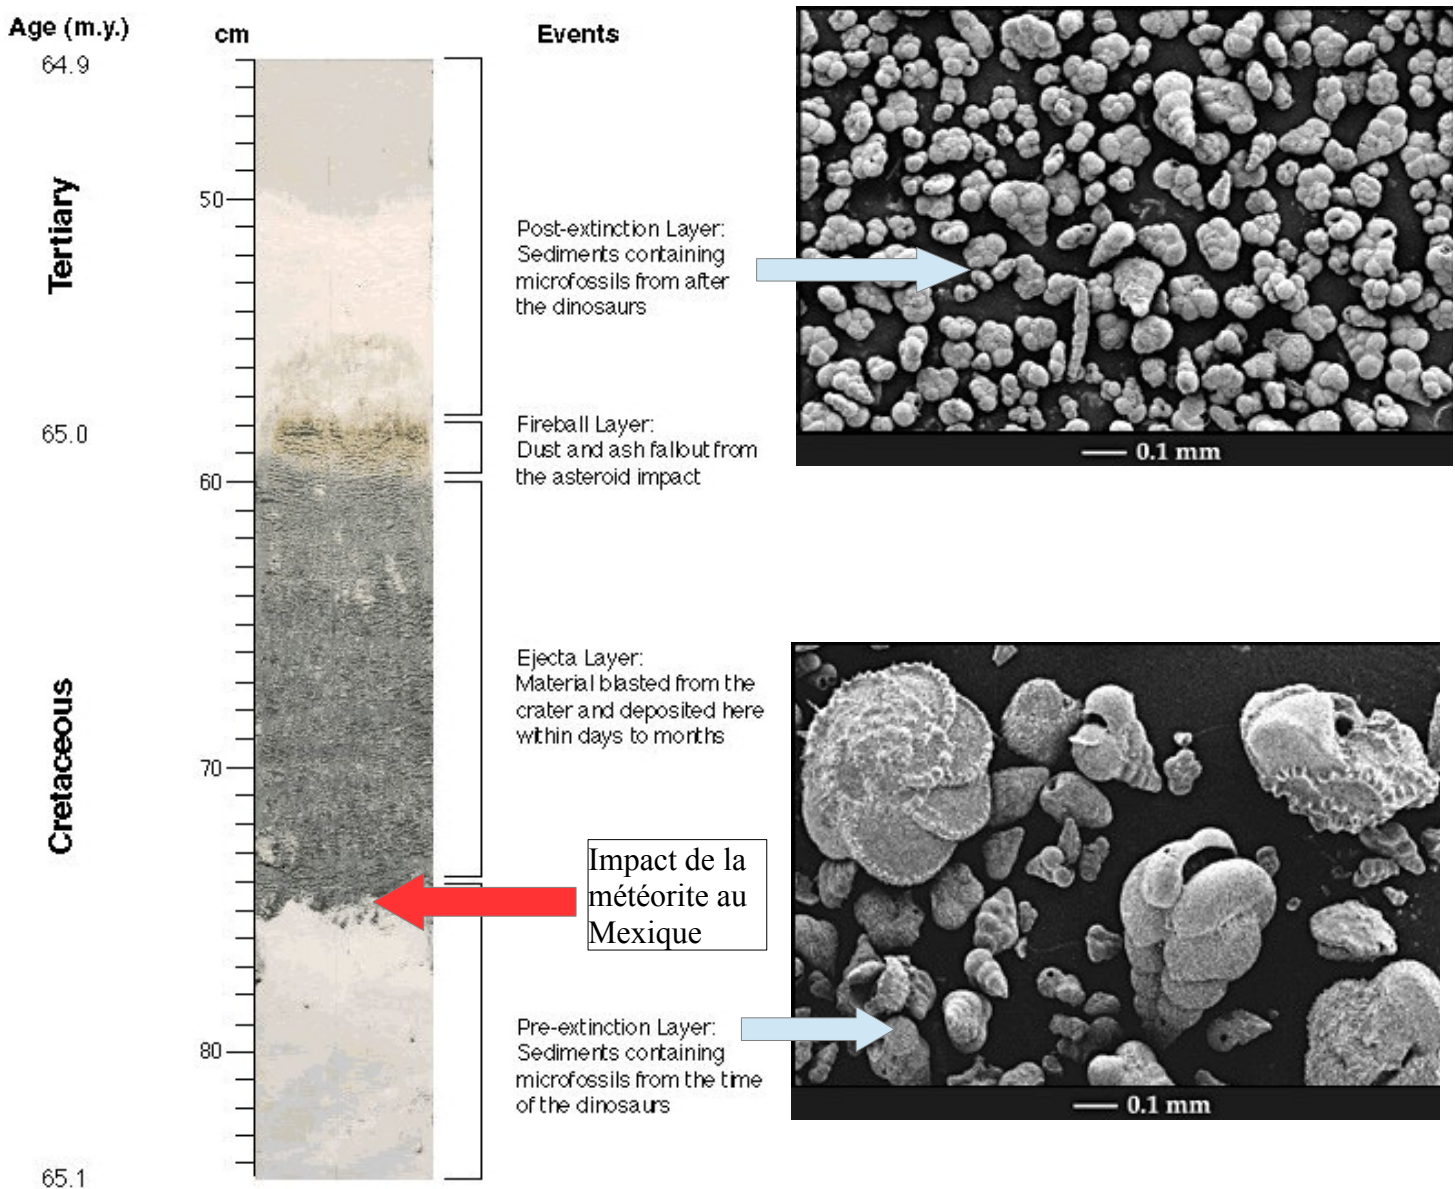 Age (m.y.)
cm
Events
64.9
Tertiary
50
Post-extinction Layer:
Sediments containing
microfossils from after
the dinosaurs
0.1 mm
65.0
Fireball Layer:
Dust and ash fallout from
the asteroid impact
60
Ejecta Layer:
Material blasted from the
crater and deposited here
within days to months
Cretaceous
70
Impact de la
météorite au
Mexique
80
Pre-extinction Layer:
Sediments containing
microfossils from the time
of the dinosaurs
0.1 mm
65.1